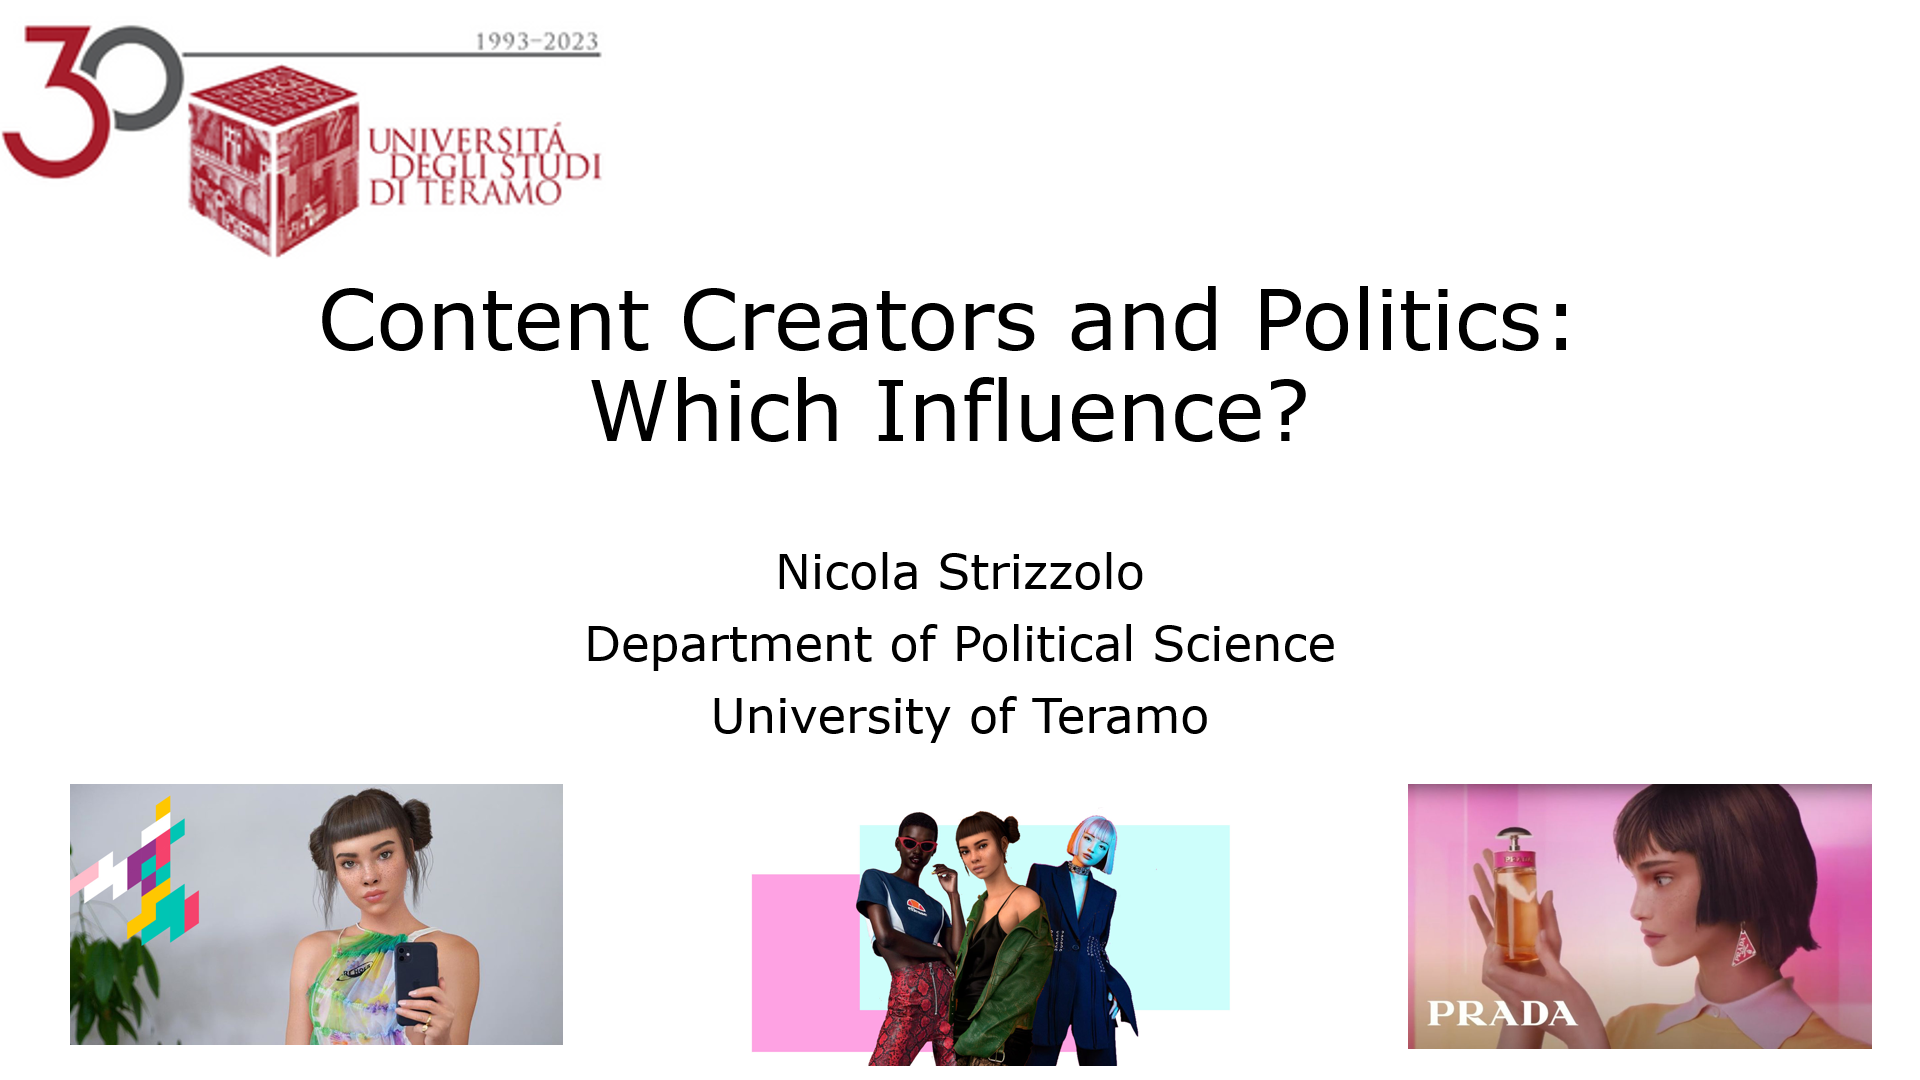 30
1993-2023
UNIVERSITÁ
DEGLI STUDI
DI TERAMO
Content Creators and Politics:
Which Influence?
Nicola Strizzolo
Department of Political Science
University of Teramo
PRADA